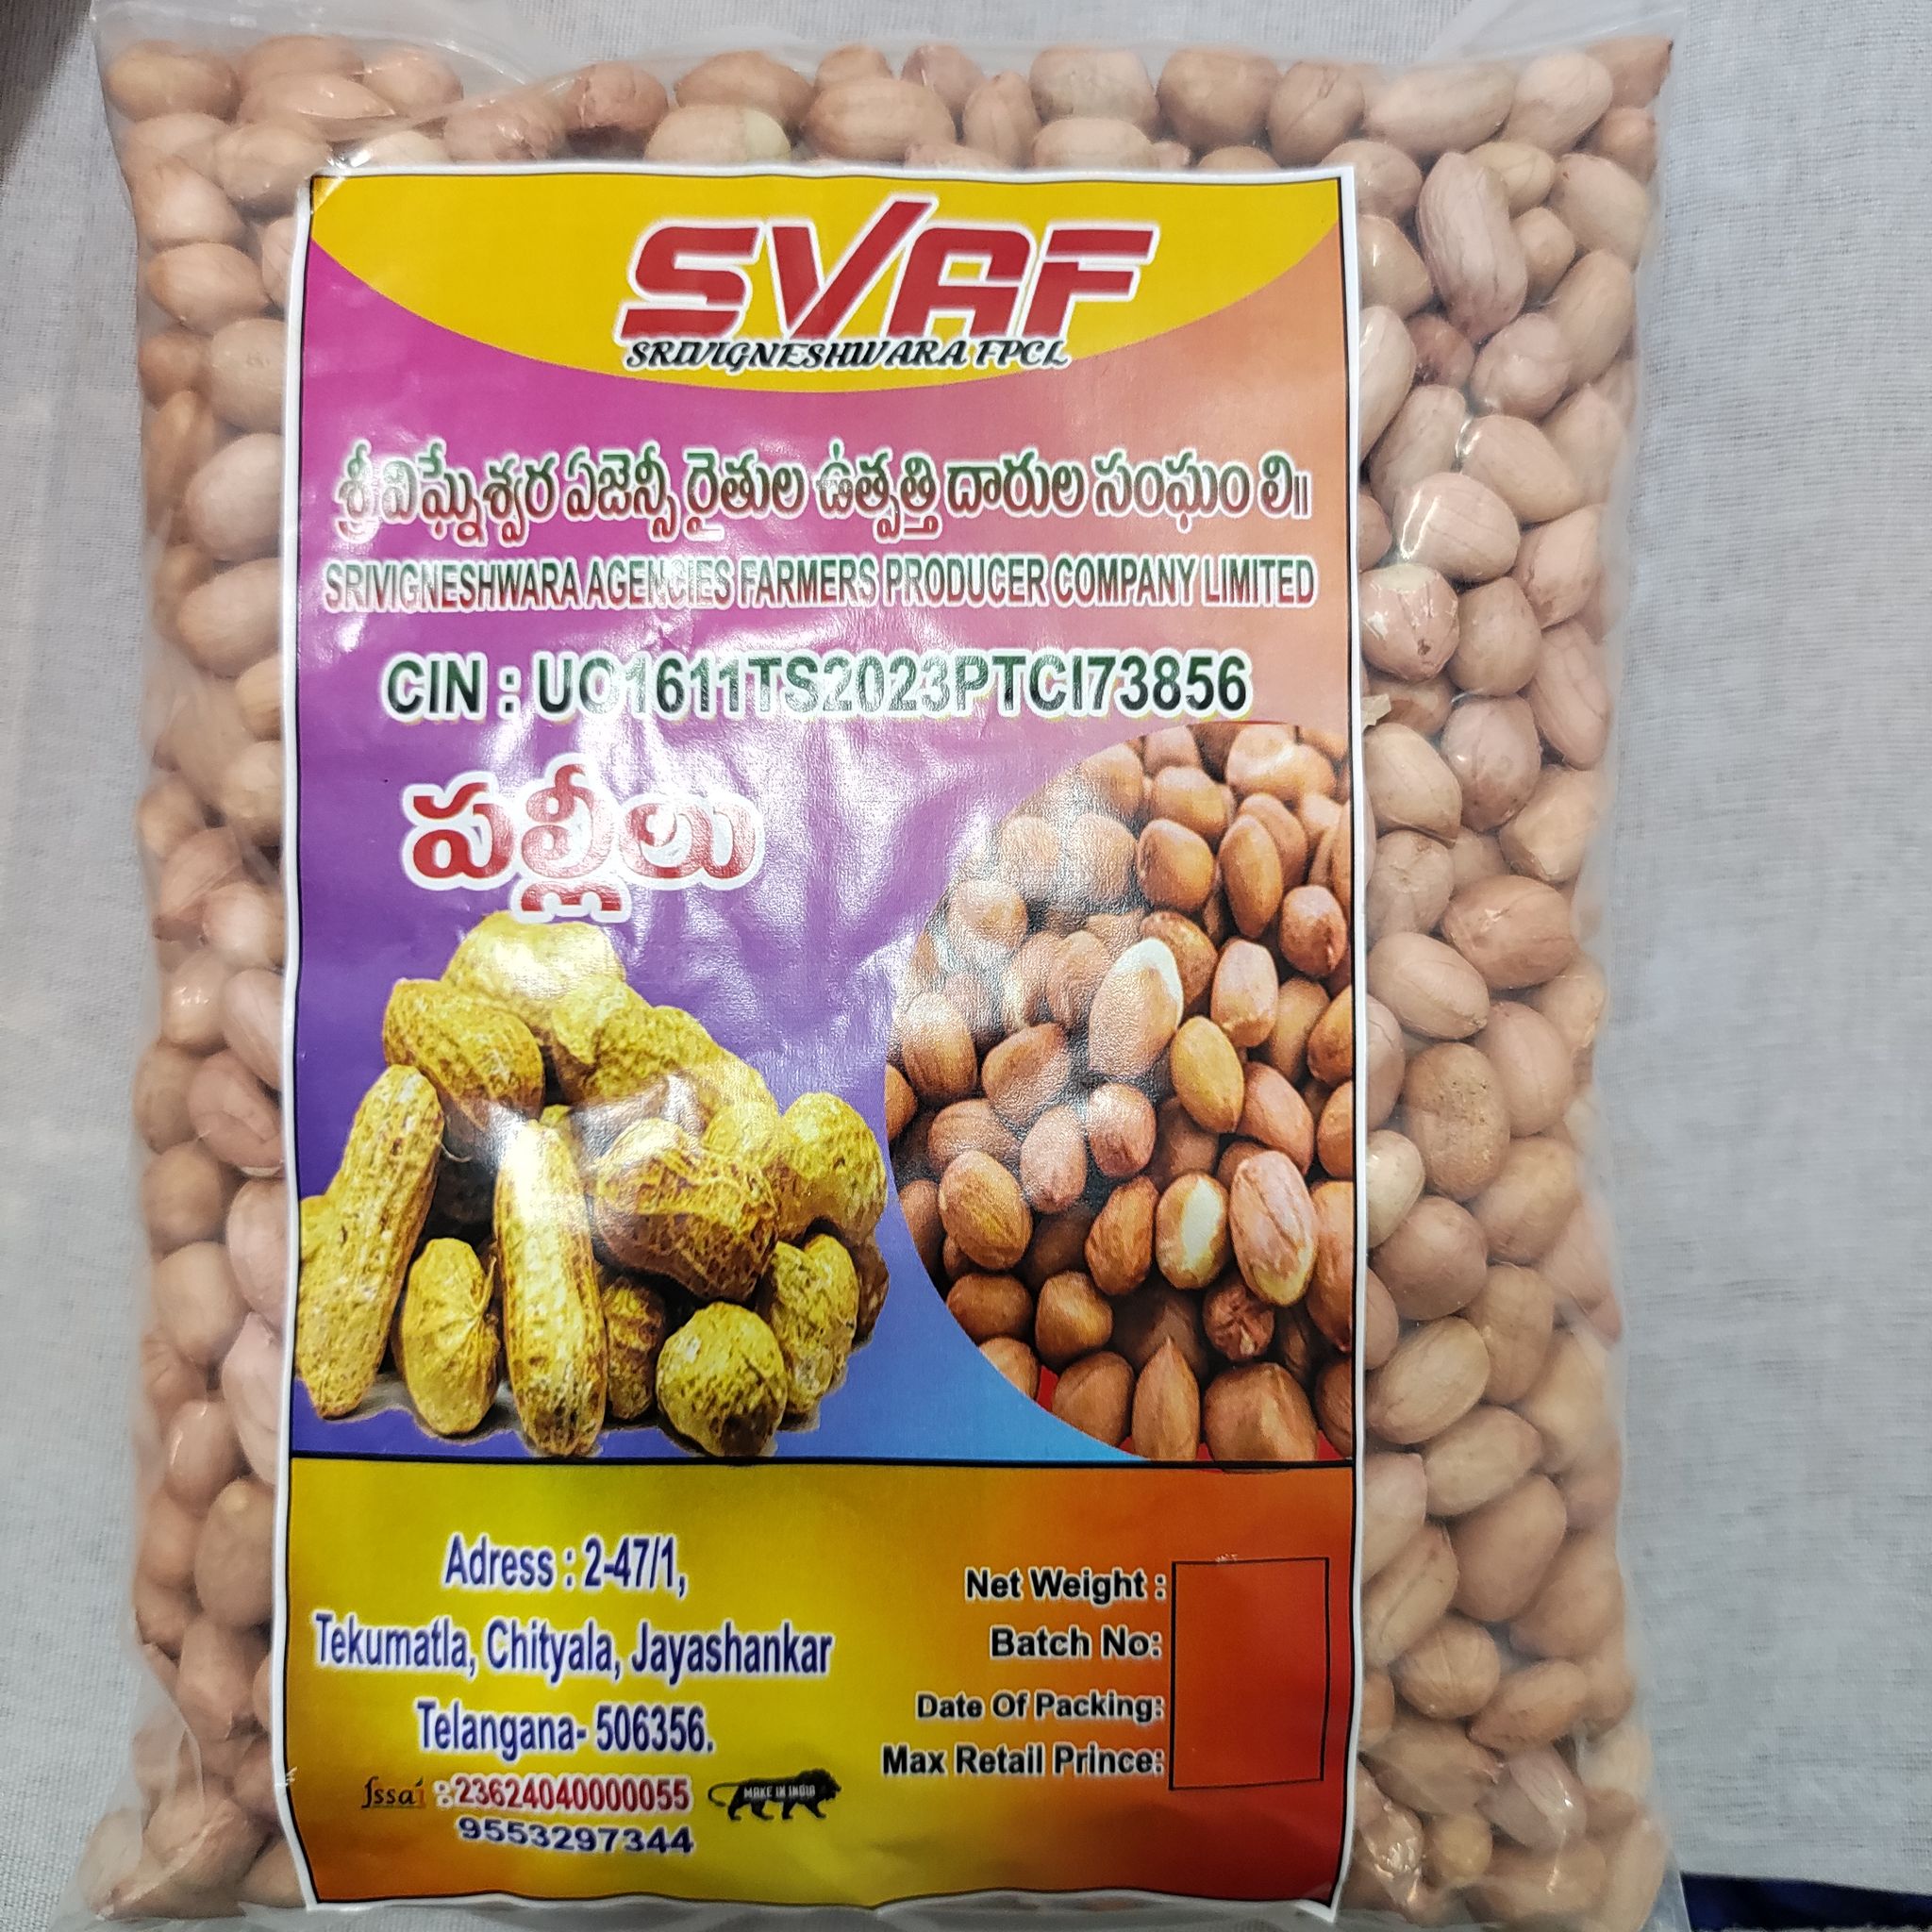 SVAF
SRIVIGNESHWARA FPCL
శ్రీ విఘ్నేశ్వర ఏజెన్సీ రైతుల ఉత్పత్తి దారుల సంఘం లి॥
SRIVIGNESHWARA AGENCIES FARMERS PRODUCER COMPANY LIMITED
CIN : UO1611TS2023PTCI73856
పల్లీలు
Adress : 2-47/1,
Tekumatla, Chityala, Jayashankar
Telangana- 506356.
fssai : 23624040000055
MAKE IN INDIA
9553297344
Net Weight :
Batch No:
Date Of Packing:
Max Retail Prince: